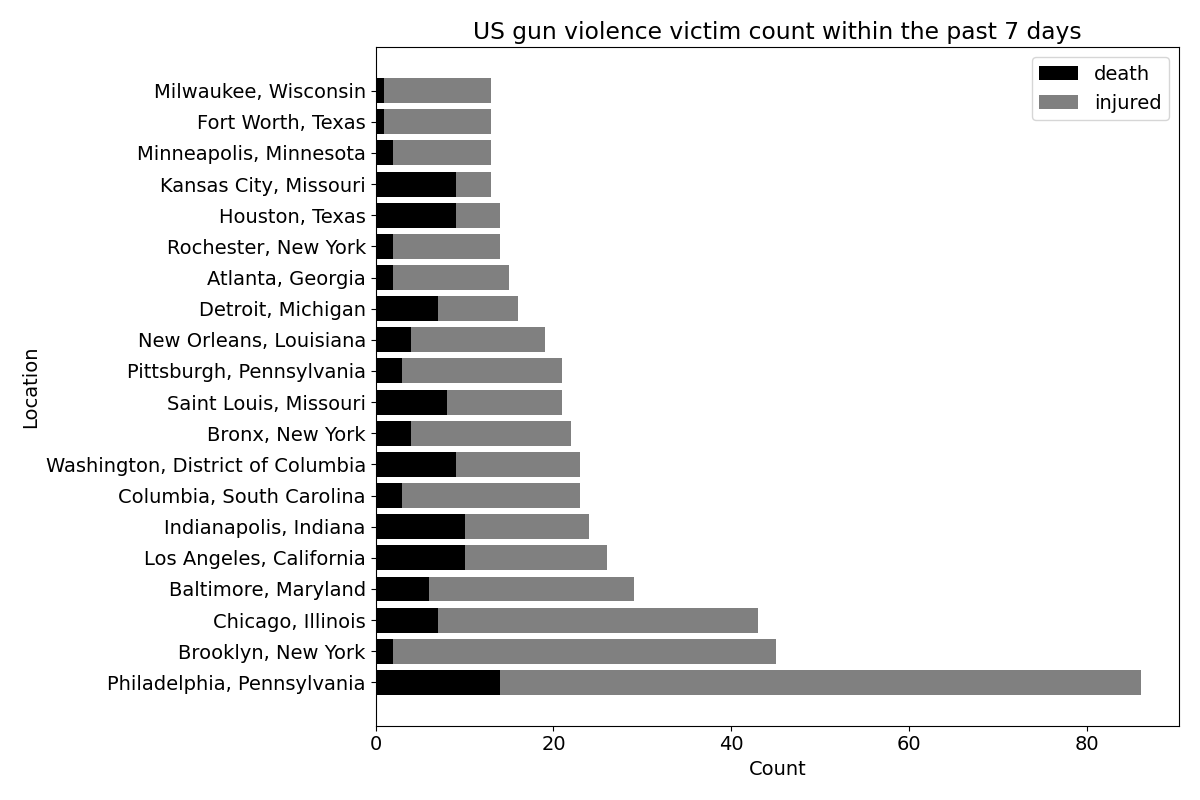 US gun violence victim count within the past 7 days
death
injured
Milwaukee, Wisconsin
Fort Worth, Texas
Minneapolis, Minnesota
Kansas City, Missouri
Houston, Texas
Rochester, New York
Atlanta, Georgia
Detroit, Michigan
New Orleans, Louisiana
Pittsburgh, Pennsylvania
Saint Louis, Missouri
Bronx, New York
Washington, District of Columbia
Columbia, South Carolina
Indianapolis, Indiana
Los Angeles, California
Baltimore, Maryland
Chicago, Illinois
Brooklyn, New York
Philadelphia, Pennsylvania
Location
0 20 40 60 80
Count